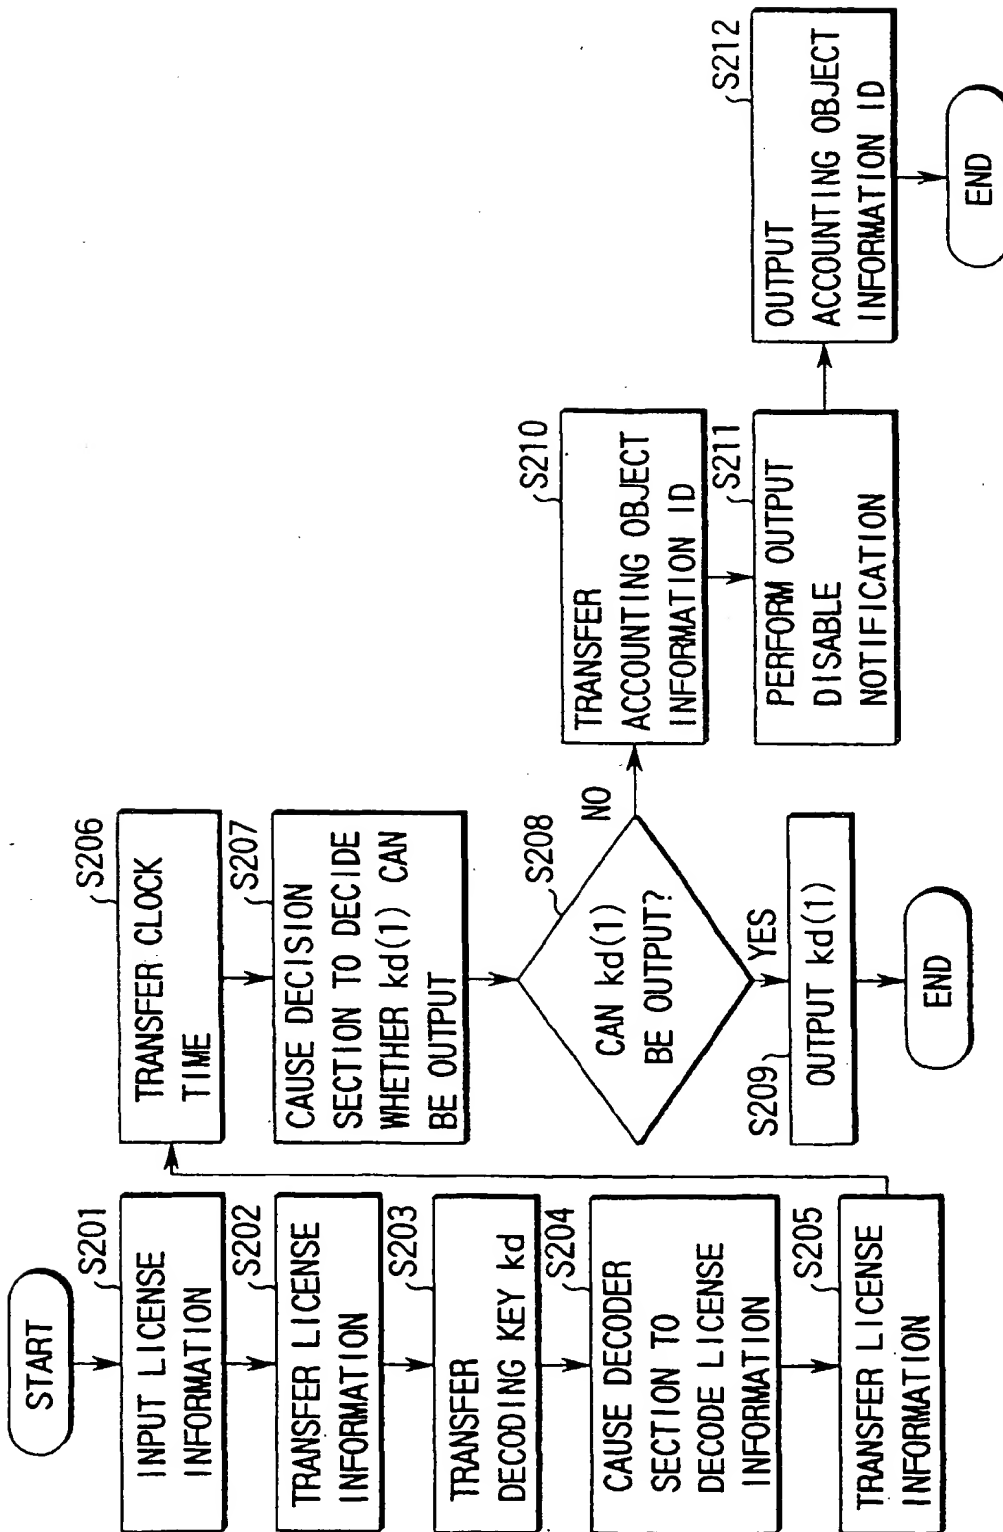 START
S201
INPUT LICENSE
INFORMATION
S202
TRANSFER LICENSE
INFORMATION
S203
TRANSFER
DECODING KEY kd
S204
CAUSE DECODER
SECTION TO
DECODE LICENSE
INFORMATION
S205
TRANSFER LICENSE
INFORMATION
S206
TRANSFER CLOCK
TIME
S207
CAUSE DECISION
SECTION TO DECIDE
WHETHER kd(1) CAN
BE OUTPUT
S208
CAN kd(1)
BE OUTPUT?
NO
YES
S209
OUTPUT kd(1)
END
S210
TRANSFER
ACCOUNTING OBJECT
INFORMATION ID
S211
PERFORM OUTPUT
DISABLE
NOTIFICATION
S212
OUTPUT
ACCOUNTING OBJECT
INFORMATION ID
END